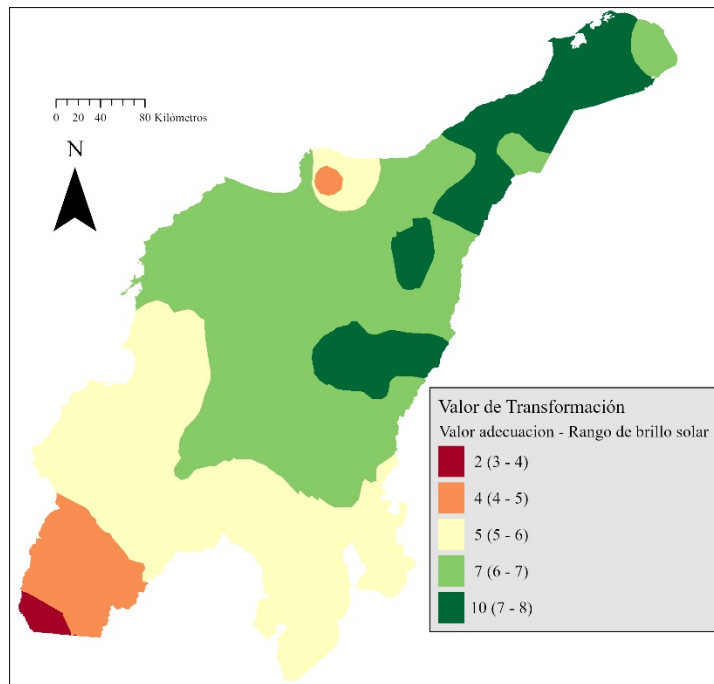 0 20 40 80 Kilómetros
N
Valor de Transformación
Valor adecuacion - Rango de brillo solar
2 (3 - 4)
4 (4 - 5)
5 (5 - 6)
7 (6 - 7)
10 (7 - 8)